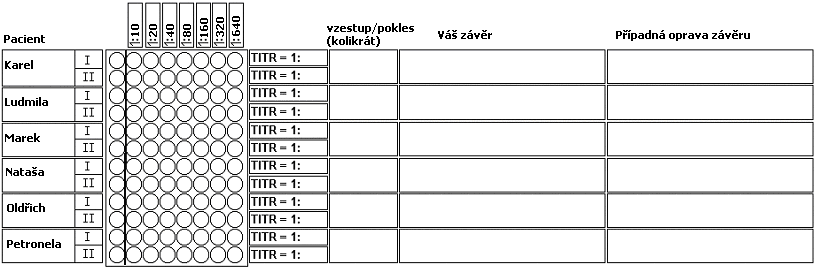 1:10 1:20 1:40 1:80 1:160 1:320 1:640
Pacient vzestup/pokles (kolikrát) Váš závěr Případná oprava závěru
Karel I TITR = 1:
II TITR = 1:
Ludmila I TITR = 1:
II TITR = 1:
Marek I TITR = 1:
II TITR = 1:
Nataša I TITR = 1:
II TITR = 1:
Oldřich I TITR = 1:
II TITR = 1:
Petronela I TITR = 1:
II TITR = 1: